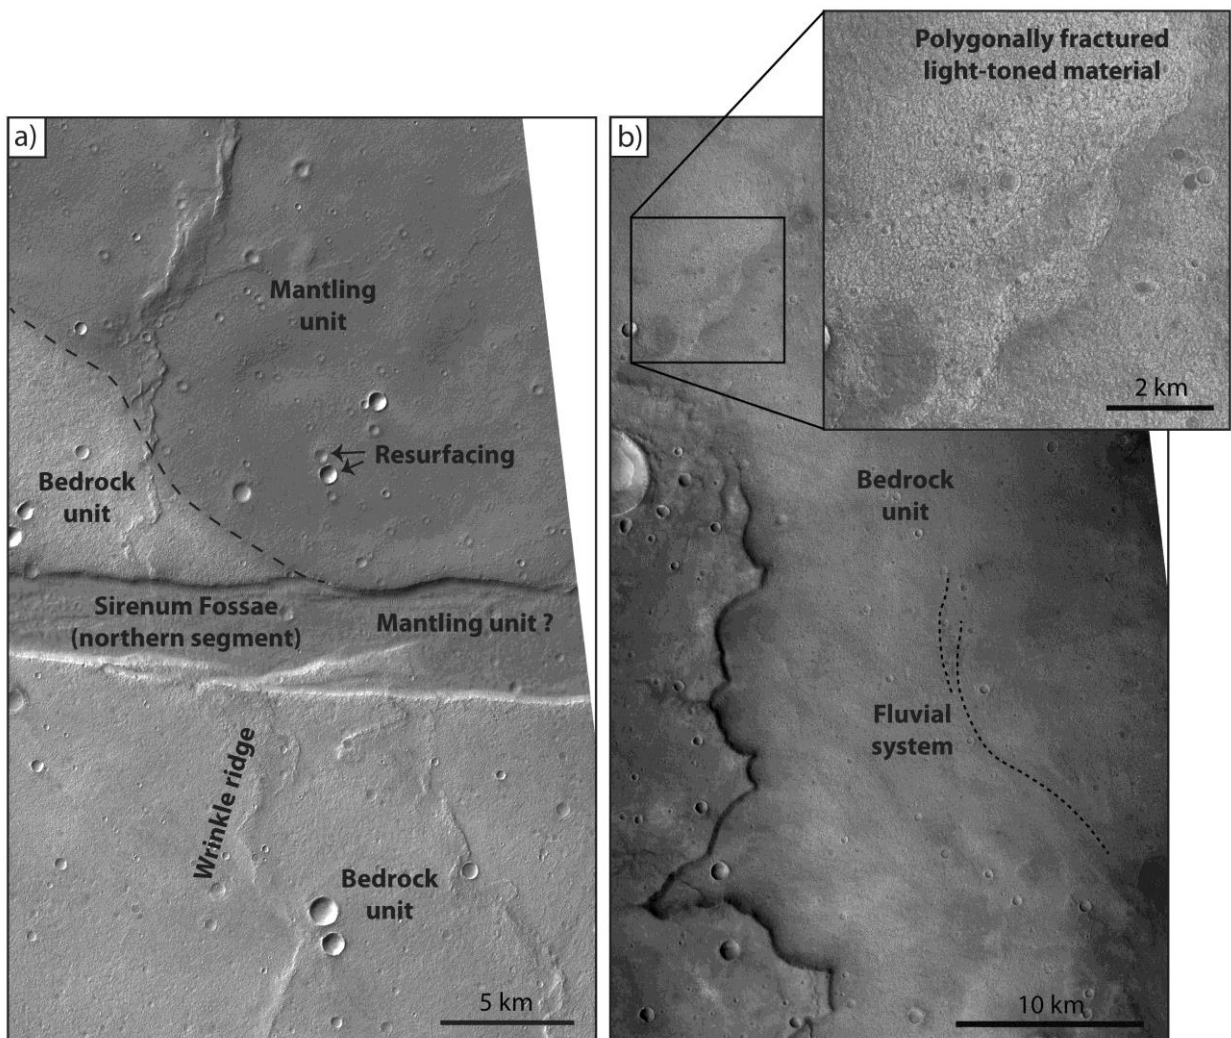 a)
Mantling
unit
Resurfacing
Bedrock
unit
Sirenum Fossae
(northern segment)
Mantling unit ?
Wrinkle ridge
Bedrock
unit
5 km
b)
Polygonally fractured
light-toned material
2 km
Bedrock
unit
Fluvial
system
10 km